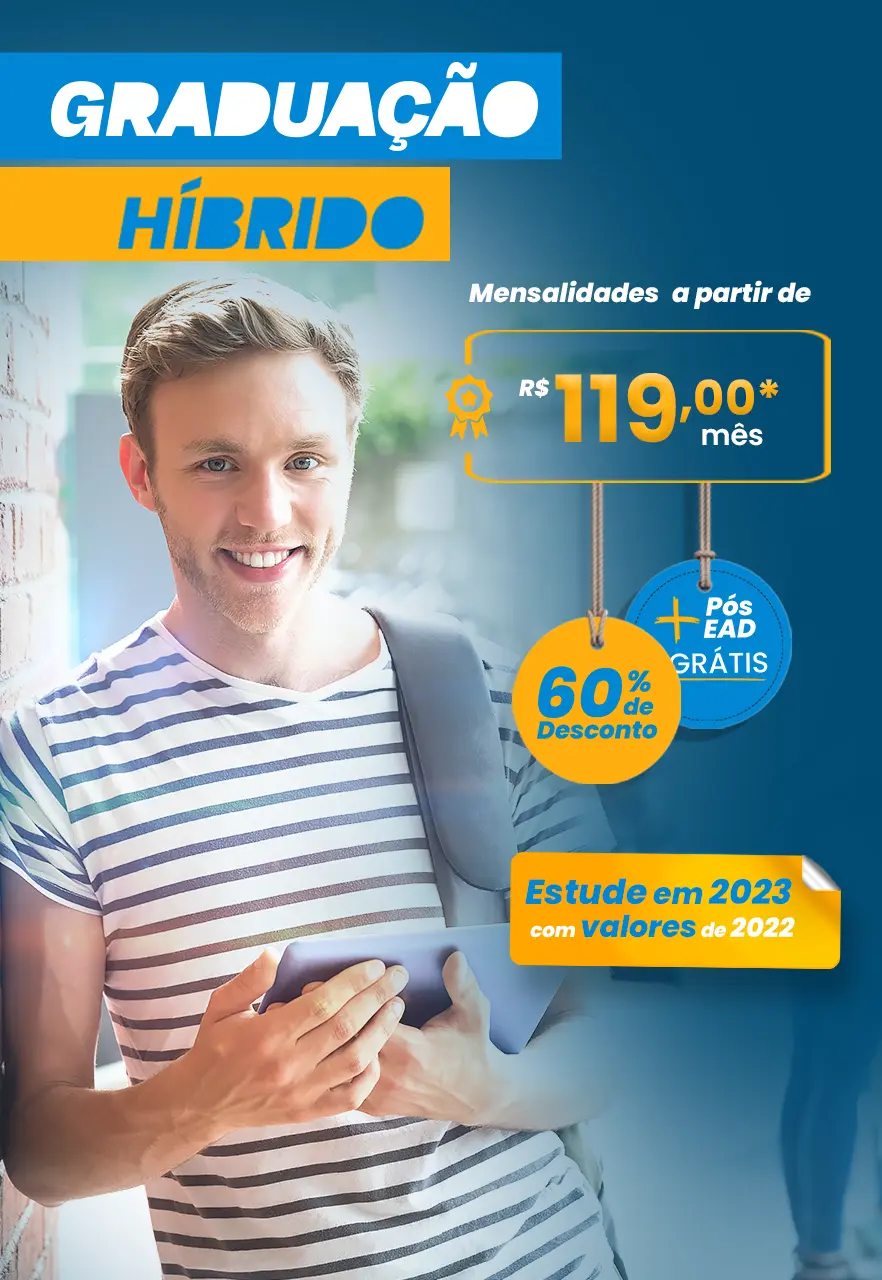 GRADUAÇÃO
HÍBRIDO
Mensalidades a partir de
R$ 119,00*
mês
+ Pós
EAD
GRÁTIS
60%
de
Desconto
Estude em 2023
com valores de 2022